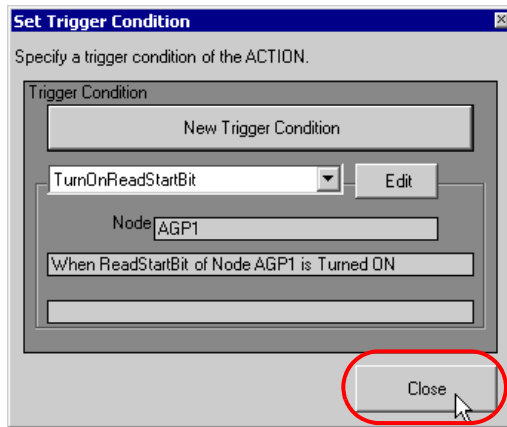 Set Trigger Condition
Specify a trigger condition of the ACTION.
Trigger Condition
New Trigger Condition
TurnOnReadStartBit
Edit
Node AGP1
When ReadStartBit of Node AGP1 is Turned ON
Close